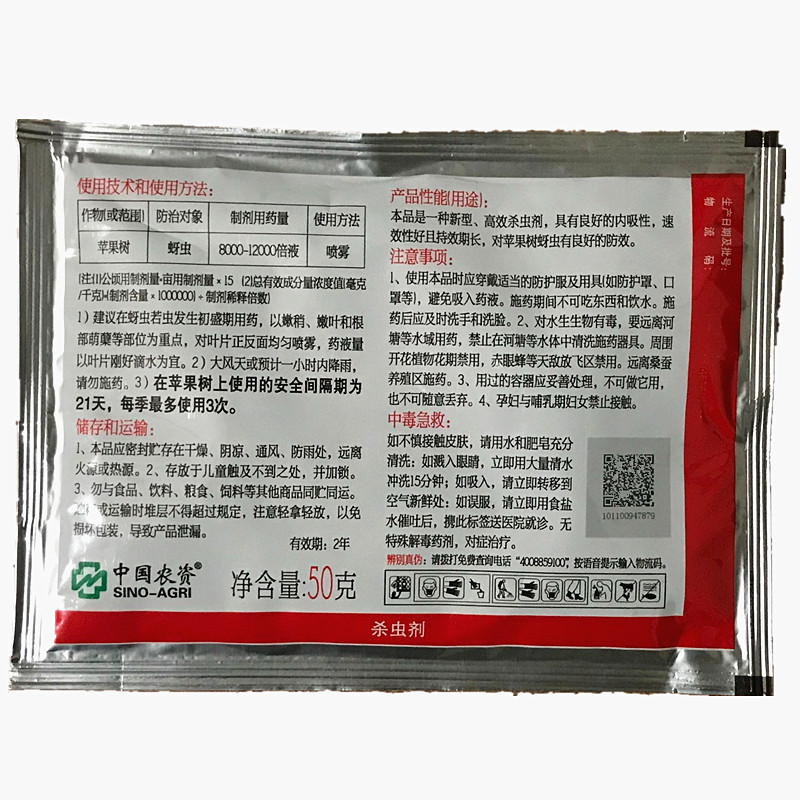 使用技术和使用方法:
作物(或范围) 防治对象 制剂用药量 使用方法
苹果树 蚜虫 8000-12000倍液 喷雾
[注:(1)公顷用制剂量=亩用制剂量×15 (2)总有效成分量浓度值(毫克
/千克)=(制剂含量×1000000)÷制剂稀释倍数]
1）建议在蚜虫若虫发生初盛期用药，以嫩稍、嫩叶和根
部萌蘖等部位为重点，对叶片正反面均匀喷雾，药液量
以叶片刚好滴水为宜。2）大风天或预计一小时内降雨，
请勿施药。3）在苹果树上使用的安全间隔期为
21天，每季最多使用3次。
储存和运输:
1、本品应密封贮存在干燥、阴凉、通风、防雨处，远离
火源或热源。2、存放于儿童触及不到之处，并加锁。
3、勿与食品、饮料、粮食、饲料等其他商品同贮同运。
或运输时堆层不得超过规定，注意轻拿轻放，以免
损坏包装，导致产品泄漏。
有效期: 2年
中国农资®
SINO-AGRI
净含量:50克
产品性能(用途):
本品是一种新型、高效杀虫剂，具有良好的内吸性，速
效性好且持效期长，对苹果树蚜虫有良好的防效。
注意事项:
1、使用本品时应穿戴适当的防护服及用具(如防护罩、口
罩等)，避免吸入药液。施药期间不可吃东西和饮水。施
药后应及时洗手和洗脸。2、对水生生物有毒，要远离河
塘等水域用药，禁止在河塘等水体中清洗施药器具。周围
开花植物花期禁用，赤眼蜂等天敌放飞区禁用。远离桑蚕
养殖区施药。3、用过的容器应妥善处理，不可做它用，
也不可随意丢弃。4、孕妇与哺乳期妇女禁止接触。
中毒急救:
如不慎接触皮肤，请用水和肥皂充分
清洗；如溅入眼睛，立即用大量清水
冲洗15分钟；如吸入，请立即转移到
空气新鲜处；如误服，请立即用食盐
水催吐后，携此标签送医院就诊。无
特殊解毒药剂，对症治疗。
101100947879
辨别真伪：请拨打免费查询电话“4008859100”，按语音提示输入物流码。
生产日期及批号:
物流码:
杀虫剂